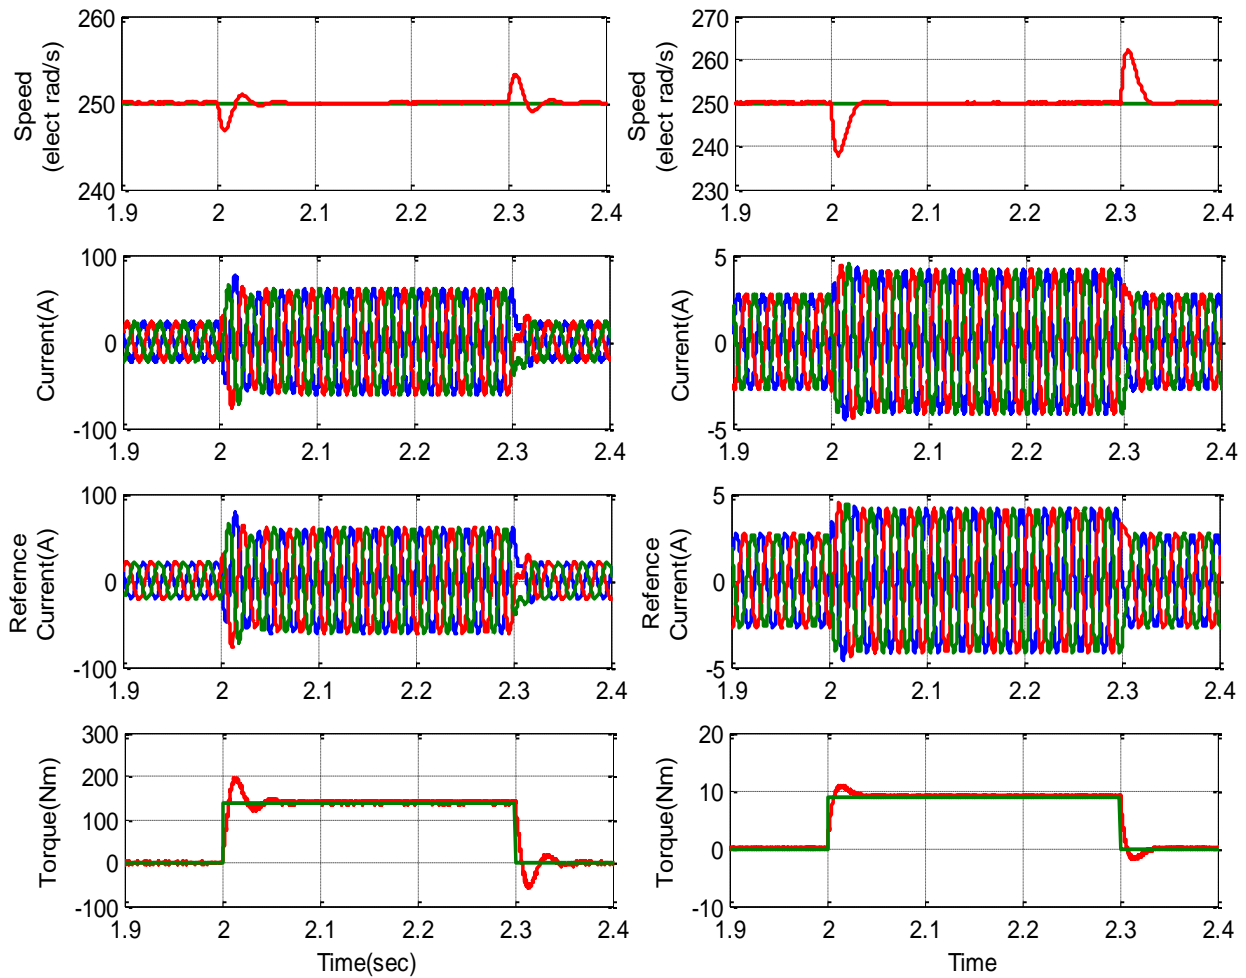 260
250
240
Speed
(elect rad/s)
1.9 2 2.1 2.2 2.3 2.4
270
260
250
240
230
Speed
(elect rad/s)
1.9 2 2.1 2.2 2.3 2.4
100
0
-100
Current(A)
1.9 2 2.1 2.2 2.3 2.4
5
0
-5
Current(A)
1.9 2 2.1 2.2 2.3 2.4
100
0
-100
Refence
Current(A)
1.9 2 2.1 2.2 2.3 2.4
5
0
-5
Refence
Current(A)
1.9 2 2.1 2.2 2.3 2.4
300
200
100
0
-100
Torque(Nm)
1.9 2 2.1 2.2 2.3 2.4
Time(sec)
20
10
0
-10
Torque(Nm)
1.9 2 2.1 2.2 2.3 2.4
Time